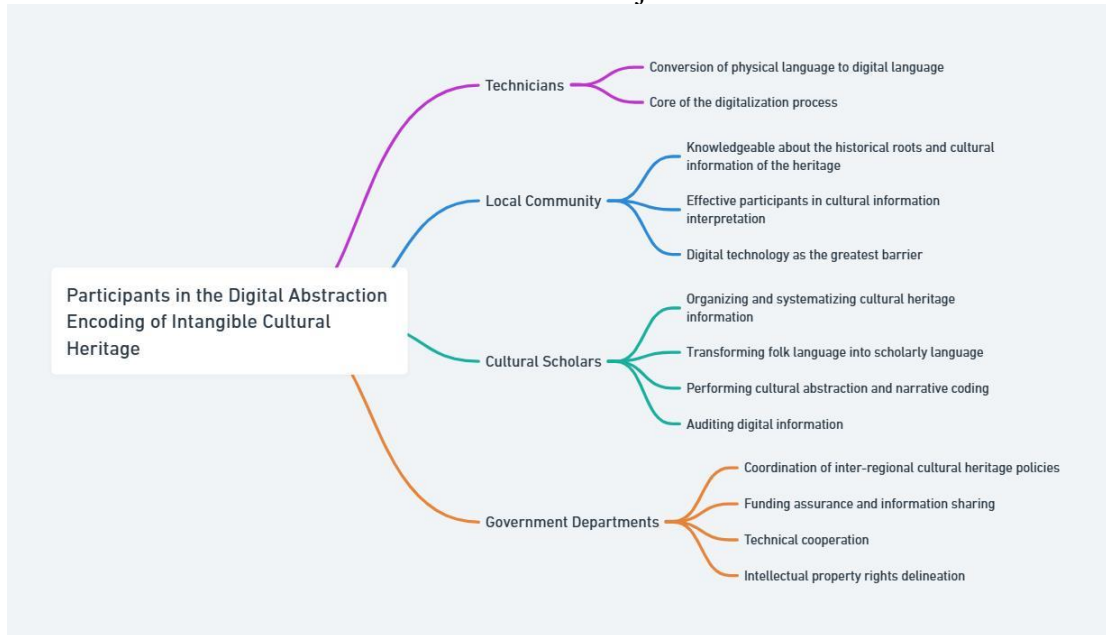 Technicians
Conversion of physical language to digital language
Core of the digitalization process
Local Community
Knowledgeable about the historical roots and cultural
information of the heritage
Effective participants in cultural information
interpretation
Digital technology as the greatest barrier
Participants in the Digital Abstraction
Encoding of Intangible Cultural
Heritage
Cultural Scholars
Organizing and systematizing cultural heritage
information
Transforming folk language into scholarly language
Performing cultural abstraction and narrative coding
Auditing digital information
Government Departments
Coordination of inter-regional cultural heritage policies
Funding assurance and information sharing
Technical cooperation
Intellectual property rights delineation